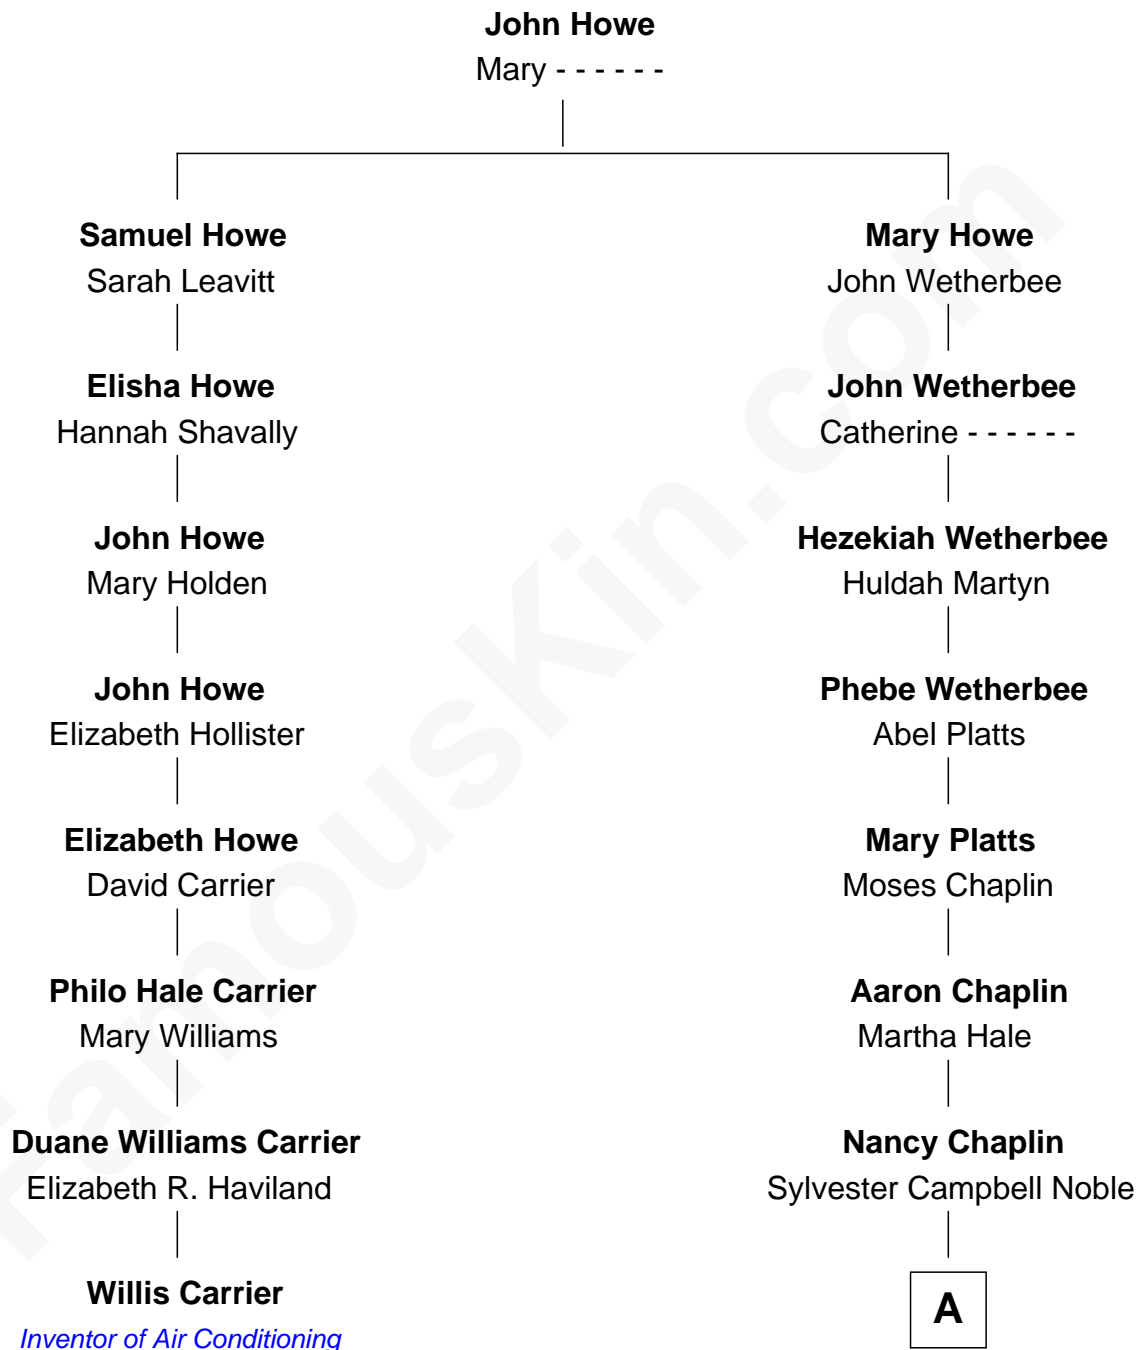 John Howe
Mary - - - - - -
Samuel Howe
Sarah Leavitt
Mary Howe
John Wetherbee
Elisha Howe
Hannah Shavally
John Wetherbee
Catherine - - - - - -
John Howe
Mary Holden
Hezekiah Wetherbee
Huldah Martyn
John Howe
Elizabeth Hollister
Phebe Wetherbee
Abel Platts
Elizabeth Howe
David Carrier
Mary Platts
Moses Chaplin
Philo Hale Carrier
Mary Williams
Aaron Chaplin
Martha Hale
Duane Williams Carrier
Elizabeth R. Haviland
Nancy Chaplin
Sylvester Campbell Noble
Willis Carrier
Inventor of Air Conditioning
A
FamousKin.com